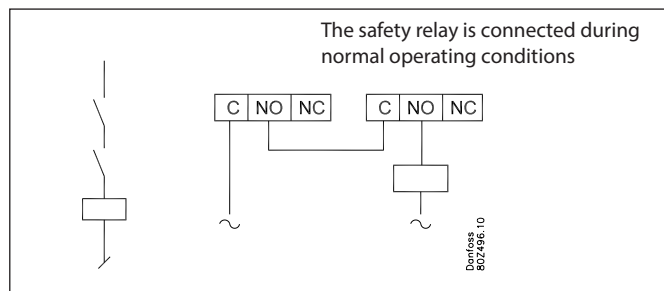 The safety relay is connected during
normal operating conditions
C NO NC C NO NC
Danfoss
80Z496.10